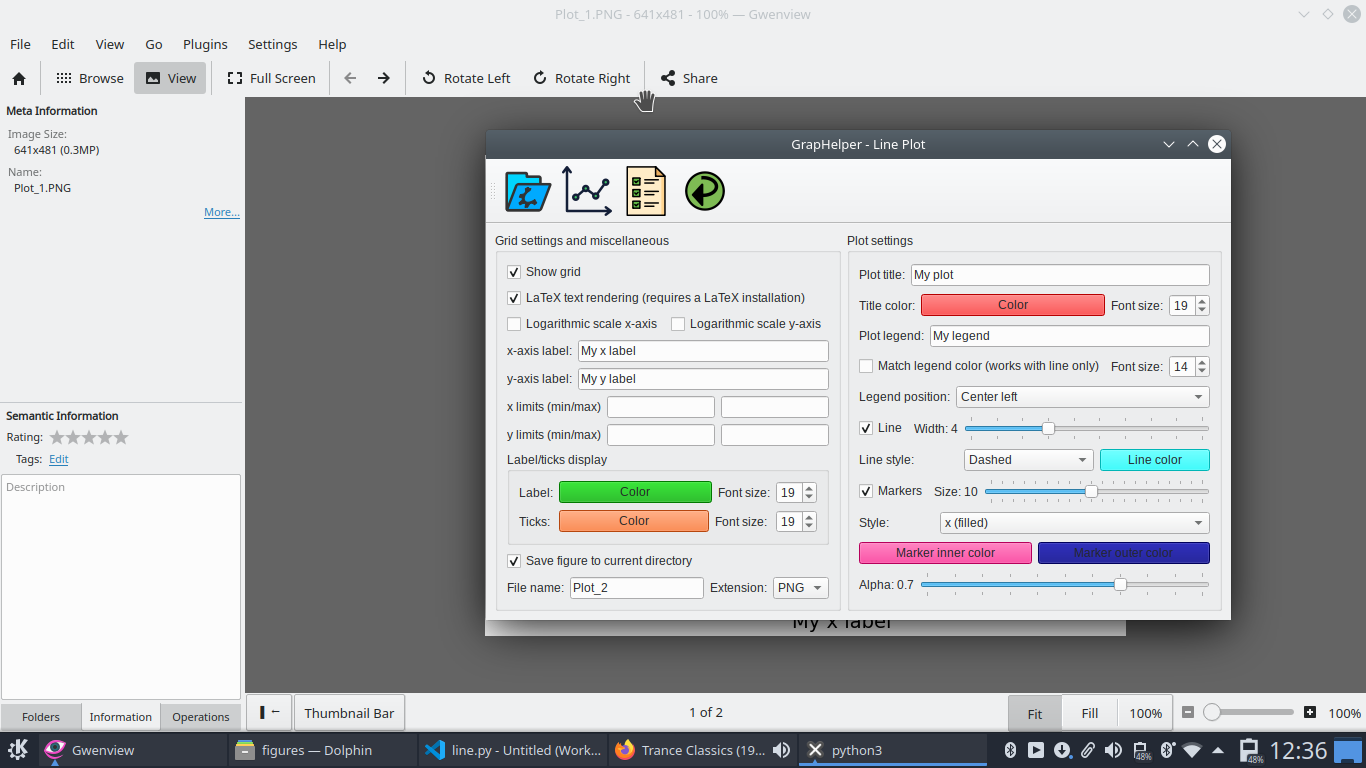 Plot_1.PNG - 641x481 - 100% — Gwenview
File Edit View Go Plugins Settings Help
Browse View Full Screen Rotate Left Rotate Right Share
Meta Information
Image Size:
641x481 (0.3MP)
Name:
Plot_1.PNG
More...
Semantic Information
Rating:
Tags: Edit
Description
Folders Information Operations
GrapHelper - Line Plot
Grid settings and miscellaneous
Show grid
LaTeX text rendering (requires a LaTeX installation)
Logarithmic scale x-axis Logarithmic scale y-axis
x-axis label: My x label
y-axis label: My y label
x limits (min/max)
y limits (min/max)
Label/ticks display
Label: Color Font size: 19
Ticks: Color Font size: 19
Save figure to current directory
File name: Plot_2 Extension: PNG
Plot settings
Plot title: My plot
Title color: Color Font size: 19
Plot legend: My legend
Match legend color (works with line only) Font size: 14
Legend position: Center left
Line Width: 4
Line style: Dashed Line color
Markers Size: 10
Style: x (filled)
Marker inner color Marker outer color
Alpha: 0.7
My x label
Thumbnail Bar 1 of 2 Fit Fill 100% 100%
Gwenview figures — Dolphin line.py - Untitled (Work... Trance Classics (19... python3 48% 48% 12:36